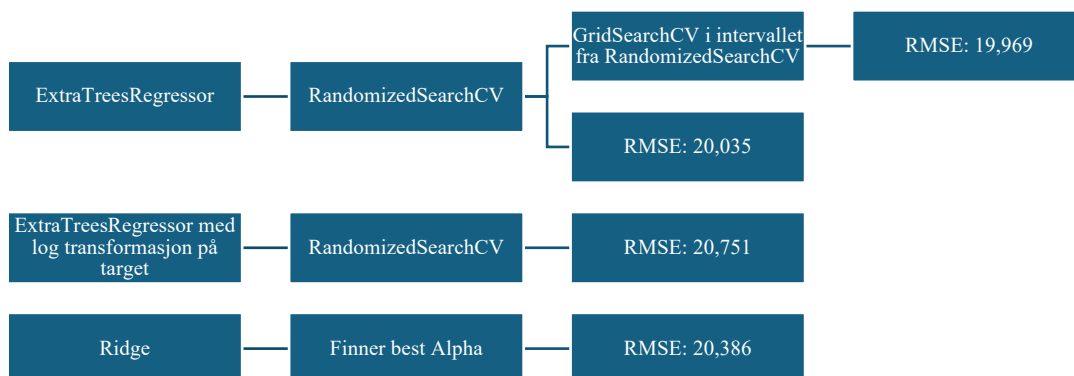 GridSearchCV i intervallet
fra RandomizedSearchCV
RMSE: 19,969
ExtraTreesRegressor
RandomizedSearchCV
RMSE: 20,035
ExtraTreesRegressor med
log transformasjon på
target
RandomizedSearchCV
RMSE: 20,751
Ridge
Finner best Alpha
RMSE: 20,386